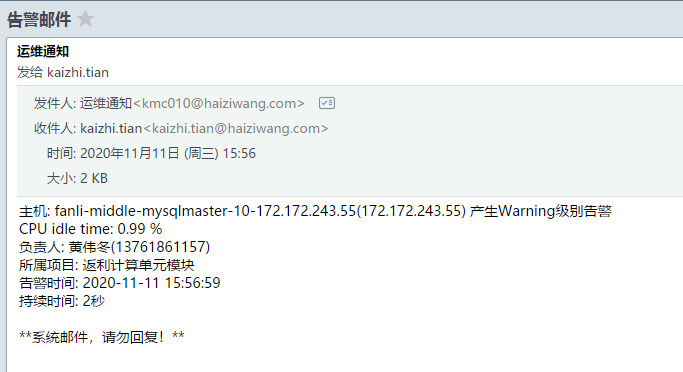 告警邮件
运维通知
发给 kaizhi.tian
发件人: 运维通知<kmc010@haiziwang.com>
收件人: kaizhi.tian<kaizhi.tian@haiziwang.com>
时间: 2020年11月11日 (周三) 15:56
大小: 2 KB
主机: fanli-middle-mysqlmaster-10-172.172.243.55(172.172.243.55) 产生Warning级别告警
CPU idle time: 0.99 %
负责人: 黄伟冬(13761861157)
所属项目: 返利计算单元模块
告警时间: 2020-11-11 15:56:59
持续时间: 2秒
**系统邮件，请勿回复！**